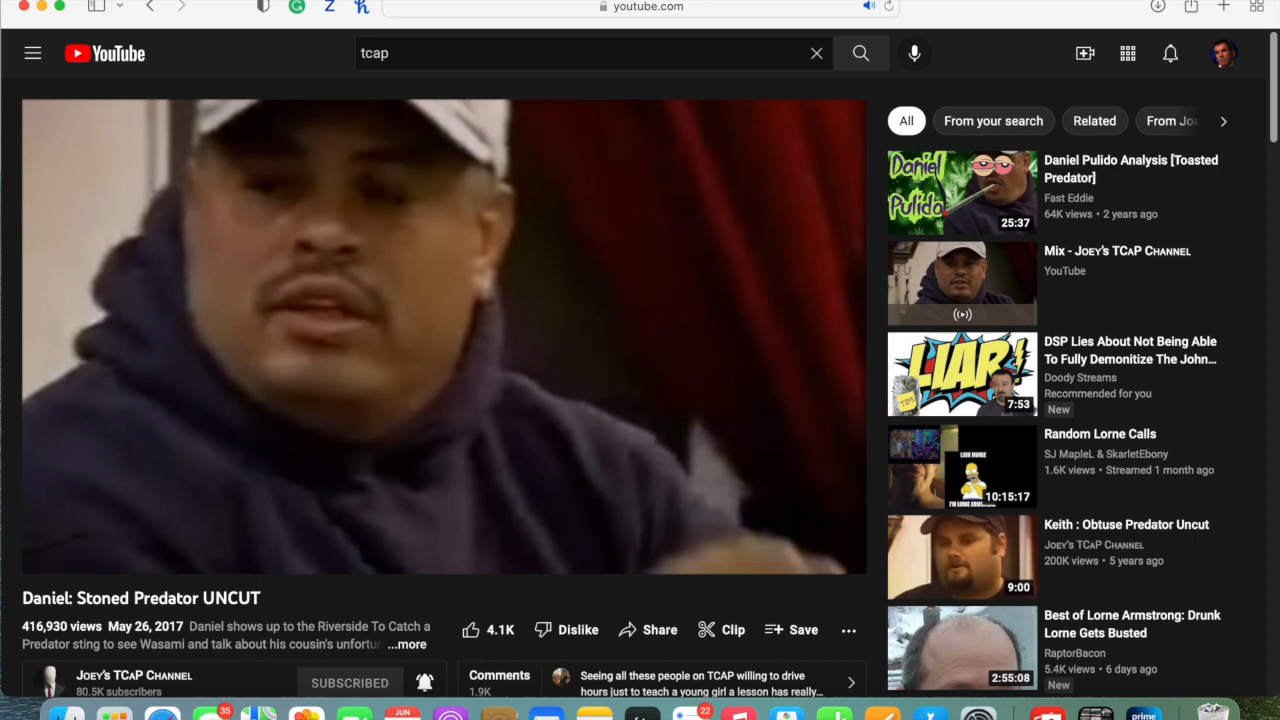 youtube.com
YouTube
tcap
All
From your search
Related
From Jo
Daniel Pulido
25:37
Daniel Pulido Analysis [Toasted
Predator]
Fast Eddie
64K views • 2 years ago
Mix - Joey's TCaP Channel
YouTube
LIAR!
TIPS
7:53
DSP Lies About Not Being Able
To Fully Demonitize The John...
Doody Streams
Recommended for you
New
LOOK MARGE
10:15:17
Random Lorne Calls
SJ MapleL & SkarletEbony
1.6K views • Streamed 1 month ago
9:00
Keith : Obtuse Predator Uncut
Joey's TCaP Channel
200K views • 5 years ago
2:55:08
Best of Lorne Armstrong: Drunk
Lorne Gets Busted
RaptorBacon
5.4K views • 6 days ago
New
Daniel: Stoned Predator UNCUT
416,930 views May 26, 2017 Daniel shows up to the Riverside To Catch a
Predator sting to see Wasami and talk about his cousin's unfortu ...more
4.1K
Dislike
Share
Clip
Save
Joey's TCaP Channel
80.5K subscribers
SUBSCRIBED
Comments
1.9K
Seeing all these people on TCAP willing to drive
hours just to teach a young girl a lesson has really...
35
JUN
22
prime